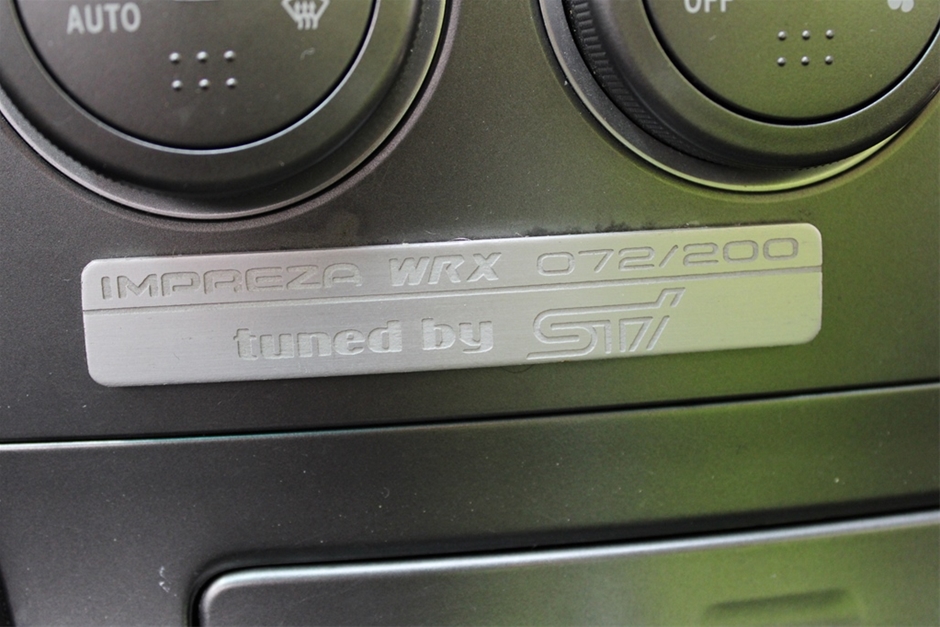 AUTO
OFF
IMPREZA WRX 072/200
tuned by STI